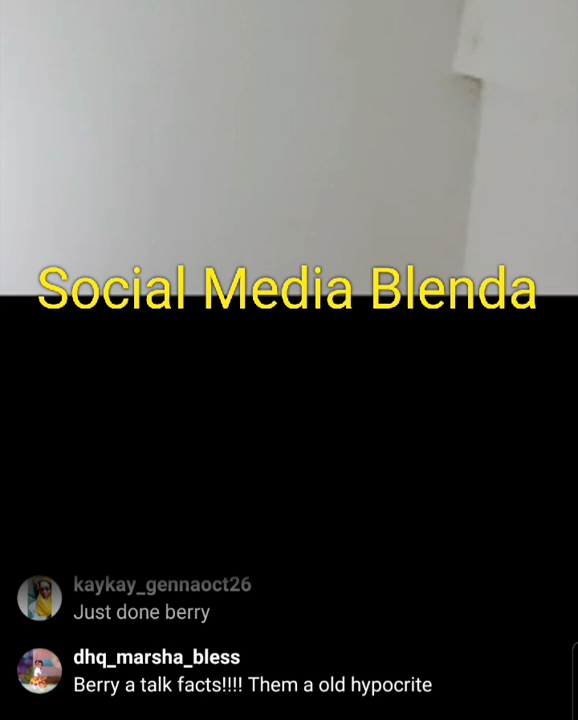 Social Media Blenda
kaykay_gennaoct26
Just done berry
dhq_marsha_bless
Berry a talk facts!!!! Them a old hypocrite